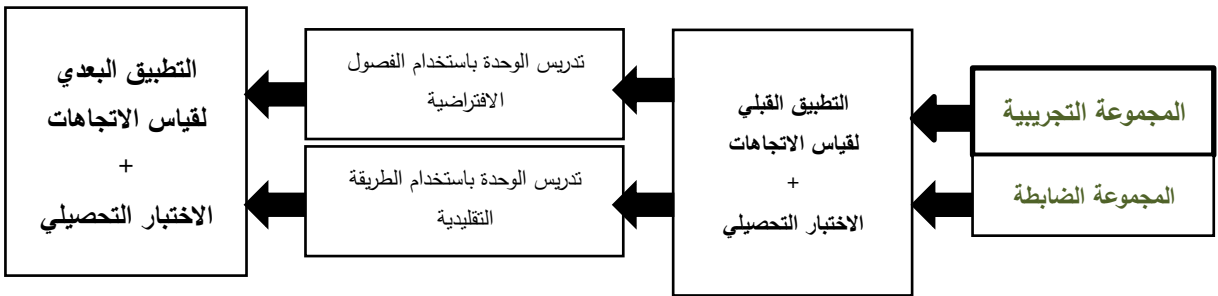 المجموعة التجريبية
المجموعة الضابطة
التطبيق القبلي
لقياس الاتجاهات
+
الاختبار التحصيلي
تدريس الوحدة باستخدام الفصول
الافتراضية
تدريس الوحدة باستخدام الطريقة
التقليدية
التطبيق البعدي
لقياس الاتجاهات
+
الاختبار التحصيلي